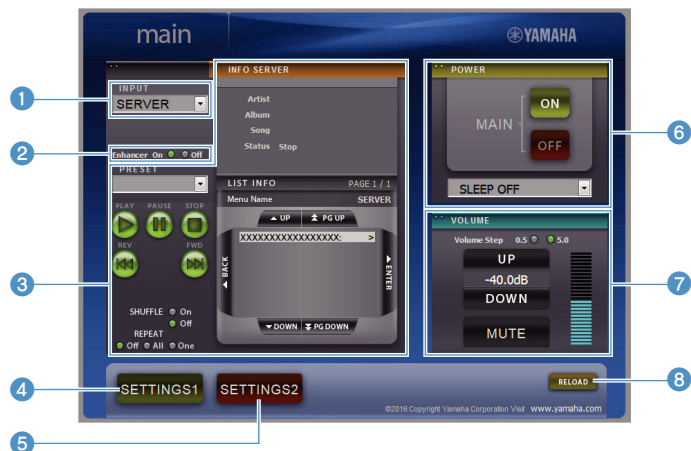 main
YAMAHA
INPUT
SERVER
Enhancer On Off
PRESET
PLAY PAUSE STOP
REV FWD
SHUFFLE On
Off
REPEAT
Off All One
INFO SERVER
Artist
Album
Song
Status Stop
LIST INFO PAGE 1 / 1
Menu Name SERVER
UP PG UP
XXXXXXXXXXXXXXXXX: >
BACK
ENTER
DOWN PG DOWN
POWER
MAIN
ON
OFF
SLEEP OFF
VOLUME
Volume Step 0.5 5.0
UP
-40.0dB
DOWN
MUTE
SETTINGS1
SETTINGS2
RELOAD
©2016 Copyright Yamaha Corporation Visit www.yamaha.com
1
2
3
4
5
6
7
8